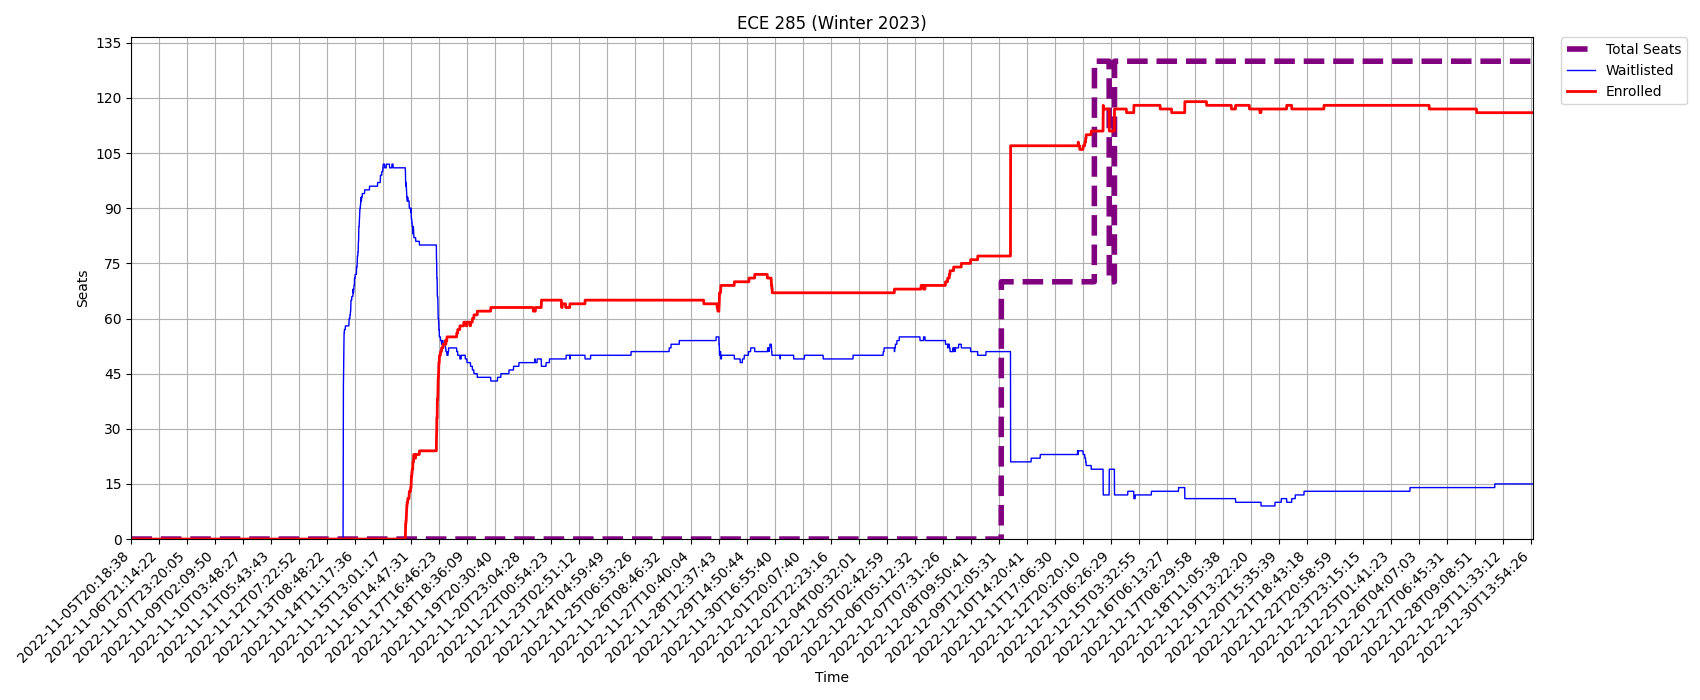 ECE 285 (Winter 2023)
Total Seats
Waitlisted
Enrolled
Seats
135
120
105
90
75
60
45
30
15
0
2022-11-05T20:18:38
2022-11-06T21:14:22
2022-11-07T23:20:05
2022-11-09T02:09:50
2022-11-10T03:48:27
2022-11-11T05:43:43
2022-11-12T07:22:52
2022-11-13T08:48:22
2022-11-14T11:17:36
2022-11-15T13:01:17
2022-11-16T14:47:31
2022-11-17T16:46:23
2022-11-18T18:36:09
2022-11-19T20:30:40
2022-11-20T23:04:28
2022-11-22T00:54:23
2022-11-23T02:51:12
2022-11-24T04:59:49
2022-11-25T06:53:26
2022-11-26T08:46:32
2022-11-27T10:40:04
2022-11-28T12:37:43
2022-11-29T14:50:44
2022-11-30T16:55:40
2022-12-01T20:07:40
2022-12-02T22:23:16
2022-12-04T00:32:01
2022-12-05T02:42:59
2022-12-06T05:12:32
2022-12-07T07:31:26
2022-12-08T09:50:41
2022-12-09T12:05:31
2022-12-10T14:20:41
2022-12-11T17:06:30
2022-12-12T20:20:10
2022-12-13T06:26:29
2022-12-15T03:32:55
2022-12-16T06:13:27
2022-12-17T08:29:58
2022-12-18T11:05:38
2022-12-19T13:22:20
2022-12-20T15:35:39
2022-12-21T18:43:18
2022-12-22T20:58:59
2022-12-23T23:15:15
2022-12-25T01:41:23
2022-12-26T04:07:03
2022-12-27T06:45:31
2022-12-28T09:08:51
2022-12-29T11:33:12
2022-12-30T13:54:26
Time